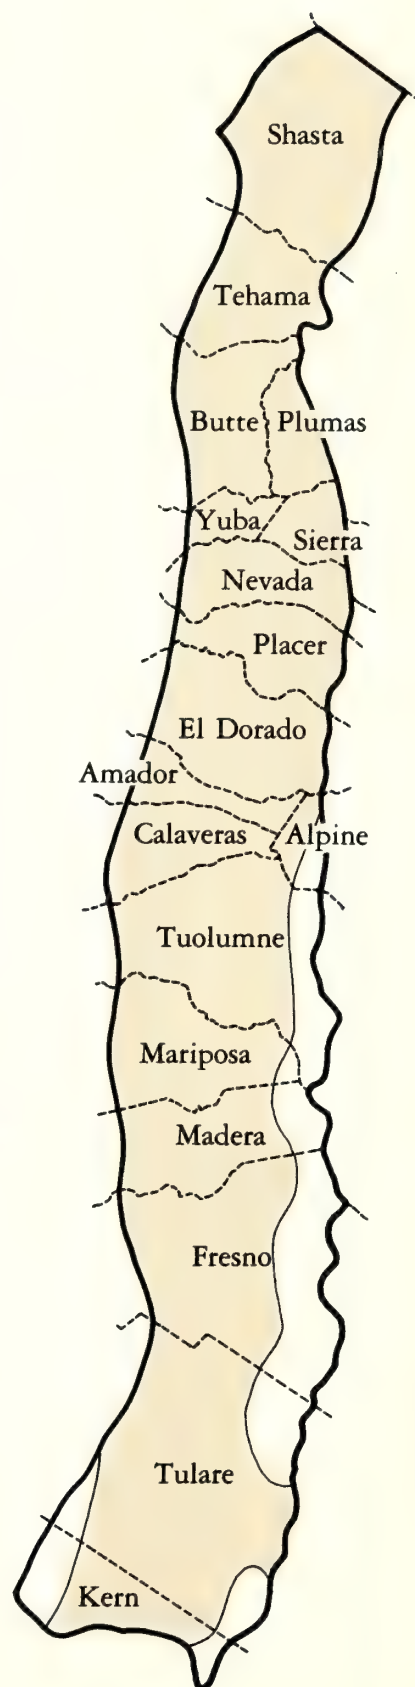 Shasta
Tehama
Butte
Plumas
Yuba
Sierra
Nevada
Placer
El Dorado
Amador
Calaveras
Alpine
Tuolumne
Mariposa
Madera
Fresno
Tulare
Kern